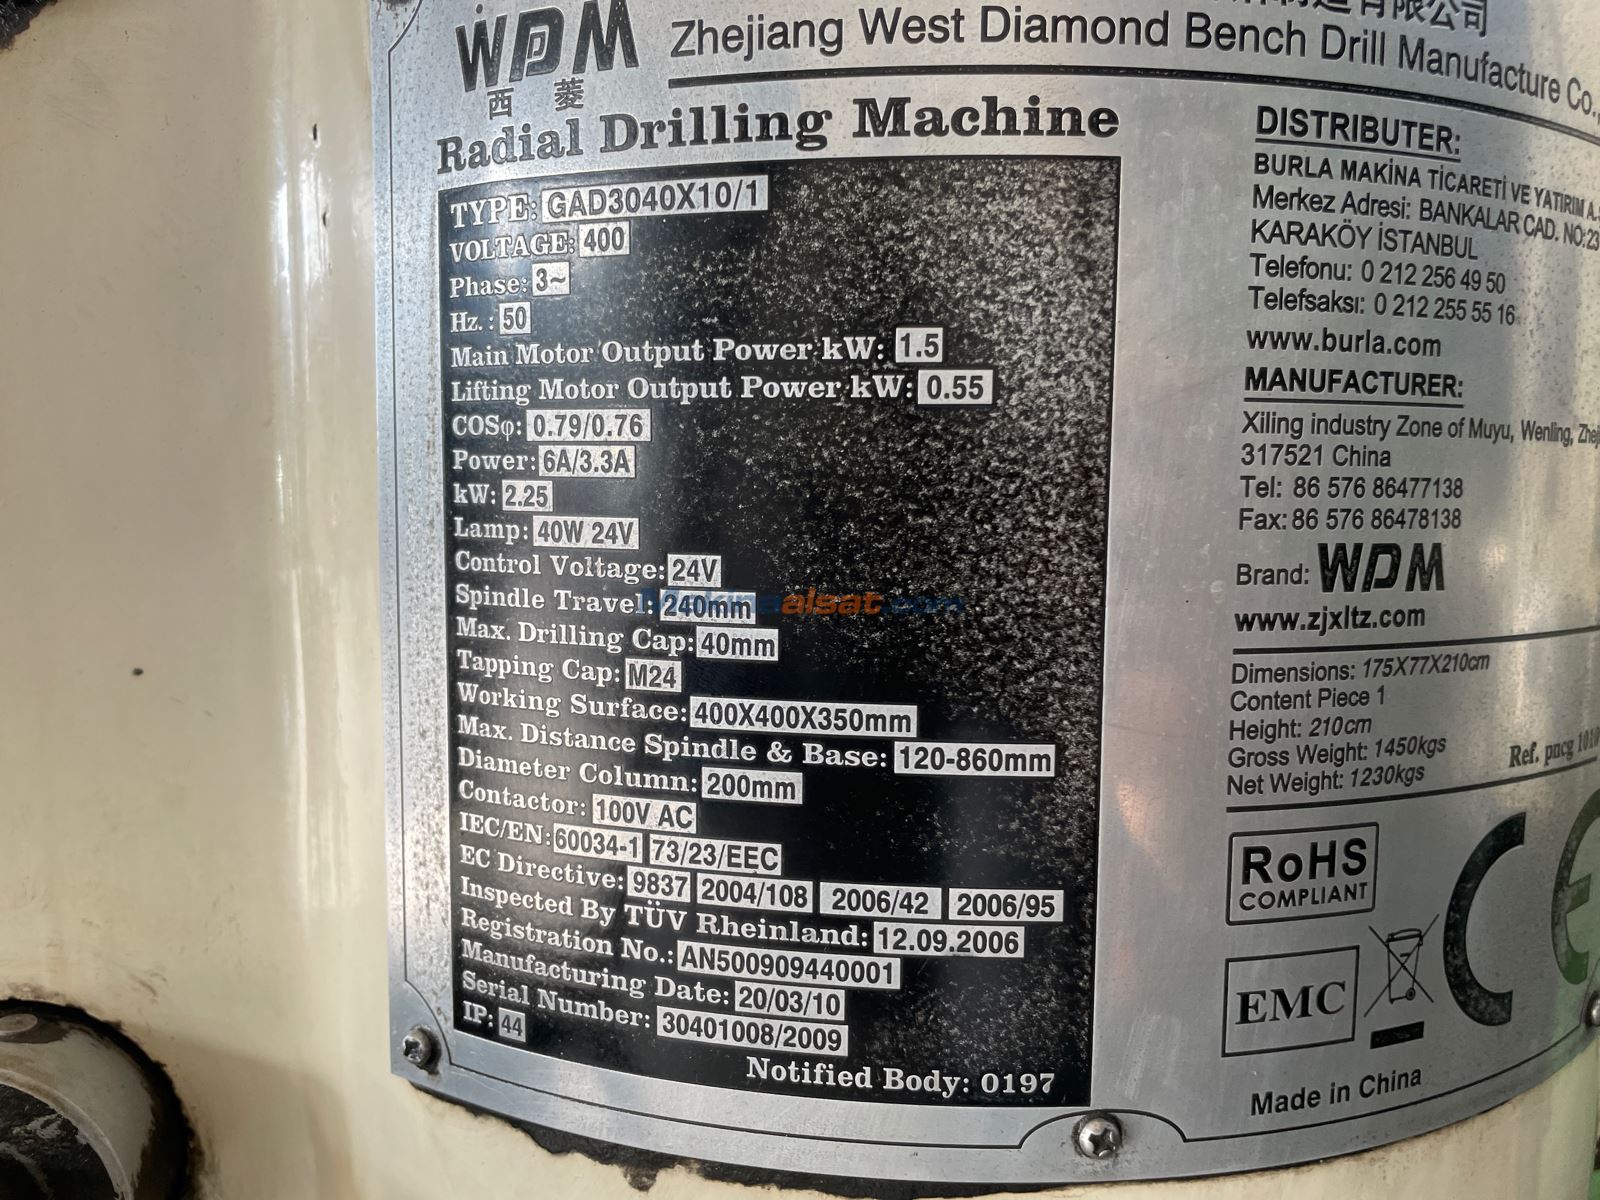 有限公司
WDM
Zhejiang West Diamond Bench Drill Manufacture Co.,
西菱
Radial Drilling Machine
TYPE: GAD3040X10/1
VOLTAGE: 400
Phase: 3~
Hz. : 50
Main Motor Output Power kW: 1.5
Lifting Motor Output Power kW: 0.55
COSφ: 0.79/0.76
Power: 6A/3.3A
kW: 2.25
Lamp: 40W 24V
Control Voltage: 24V
Spindle Travel: 240mm
Max. Drilling Cap: 40mm
Tapping Cap: M24
Working Surface: 400X400X350mm
Max. Distance Spindle & Base: 120-860mm
Diameter Column: 200mm
Contactor: 100V AC
IEC/EN: 60034-1 73/23/EEC
EC Directive: 9837 2004/108 2006/42 2006/95
Inspected By TÜV Rheinland: 12.09.2006
Registration No.: AN500909440001
Manufacturing Date: 20/03/10
Serial Number: 30401008/2009
IP: 44
Notified Body: 0197
DISTRIBUTER:
BURLA MAKİNA TİCARETİ VE YATIRIM A.
Merkez Adresi: BANKALAR CAD. NO:23
KARAKÖY İSTANBUL
Telefonu: 0 212 256 49 50
Telefsaksı: 0 212 255 55 16
www.burla.com
MANUFACTURER:
Xiling industry Zone of Muyu, Wenling,
317521 China
Tel: 86 576 86477138
Fax: 86 576 86478138
Brand: WDM
www.zjxltz.com
Dimensions: 175X77X210cm
Content Piece 1
Height: 210cm
Gross Weight: 1450kgs
Net Weight: 1230kgs
Ref. pncg
RoHS
COMPLIANT
EMC
CE
Made in China
Makinaalsat.com